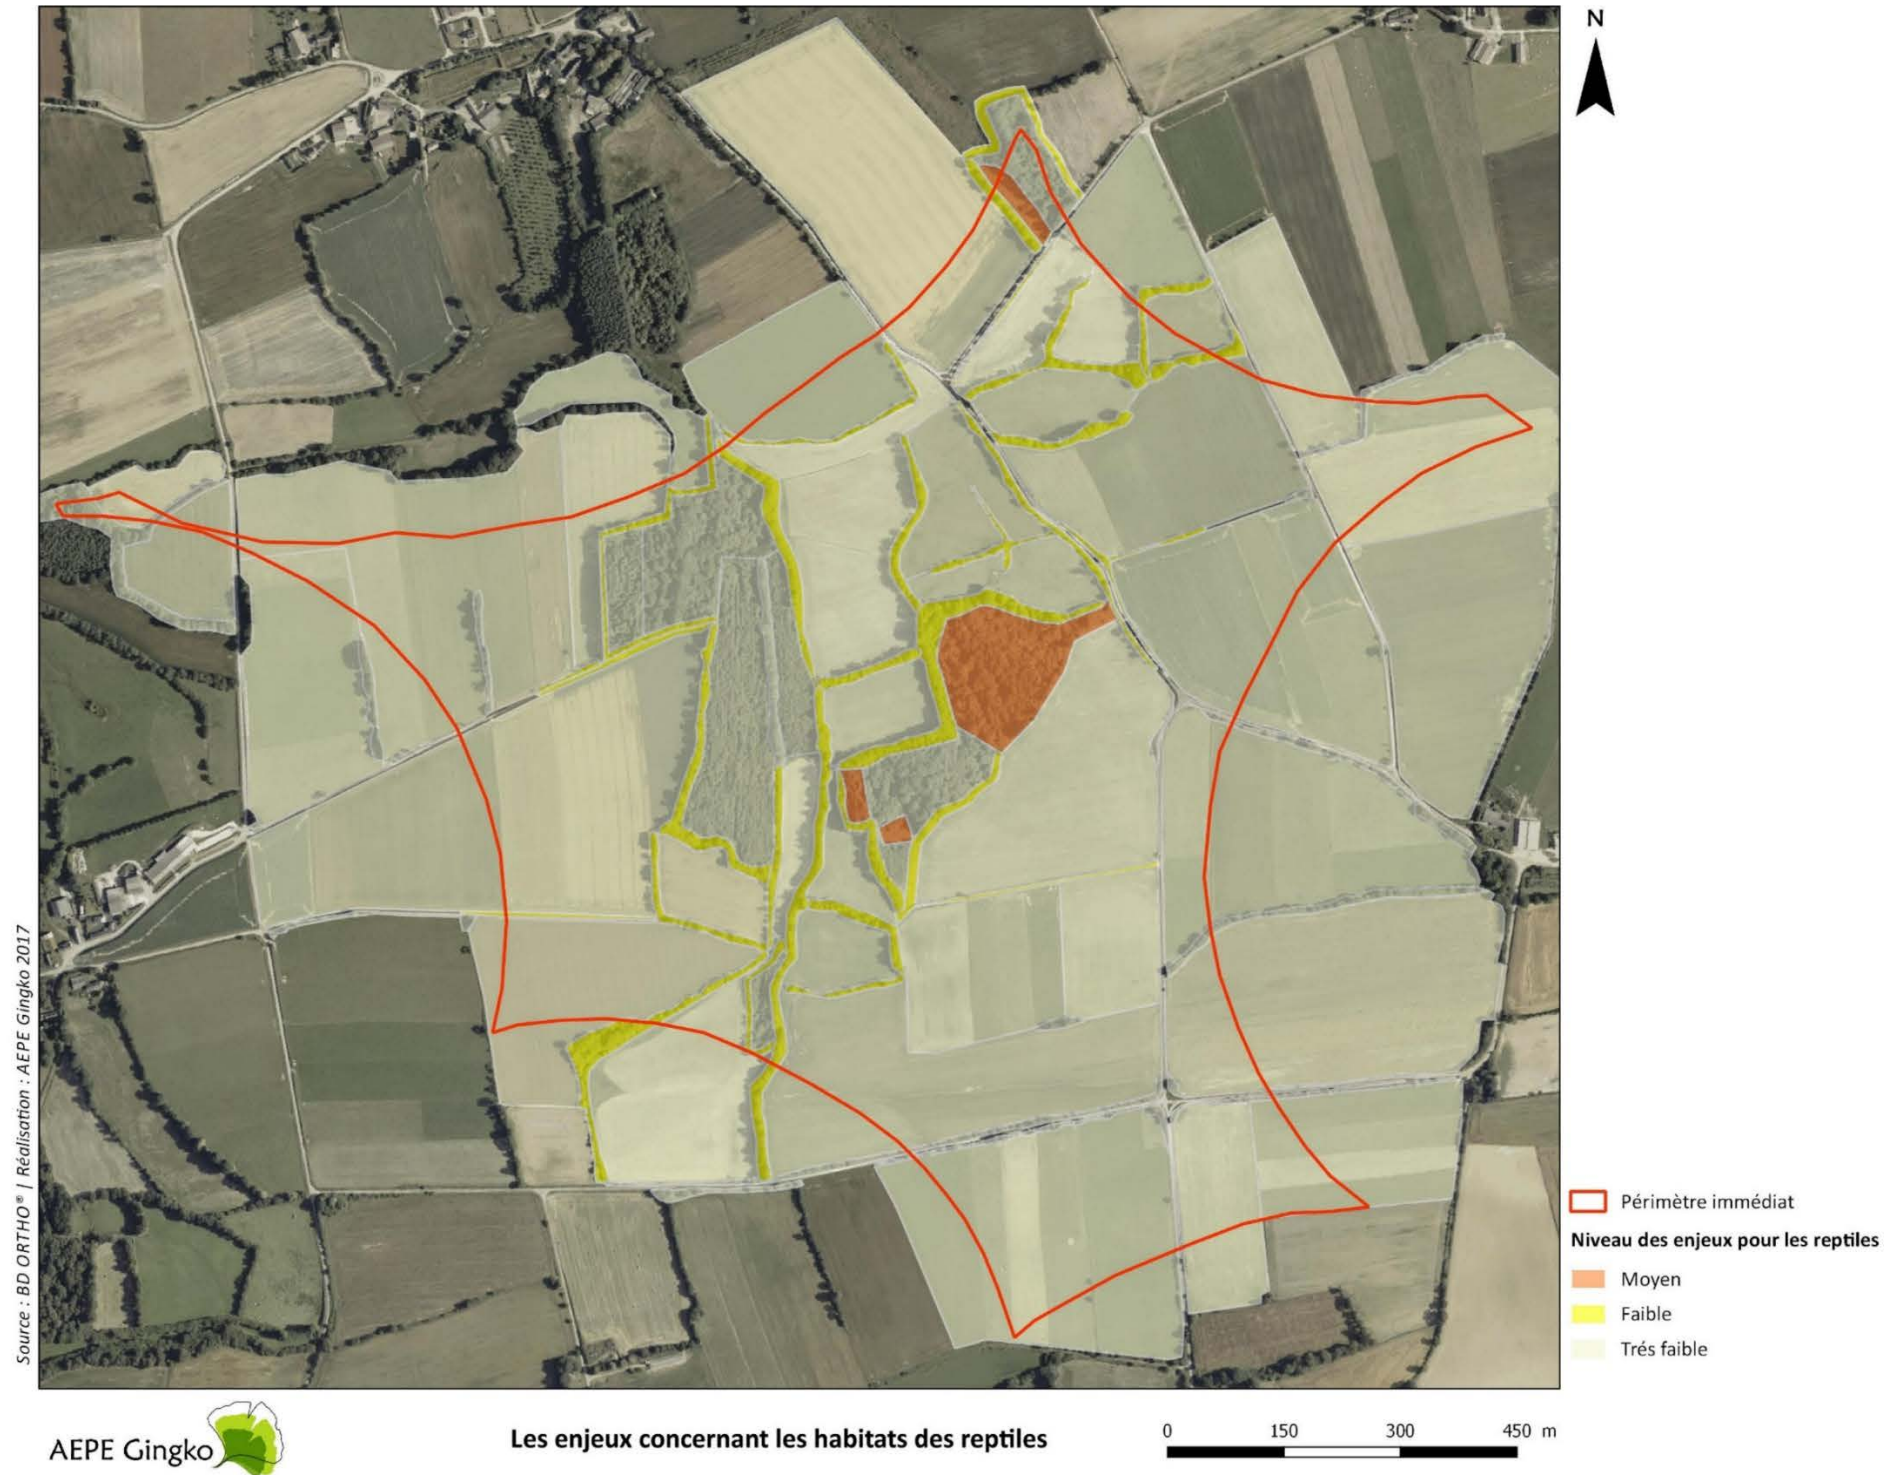 N
Source : BD ORTHO® | Réalisation : AEPE Gingko 2017
Périmètre immédiat
Niveau des enjeux pour les reptiles
Moyen
Faible
Trés faible
AEPE Gingko
Les enjeux concernant les habitats des reptiles
0 150 300 450 m